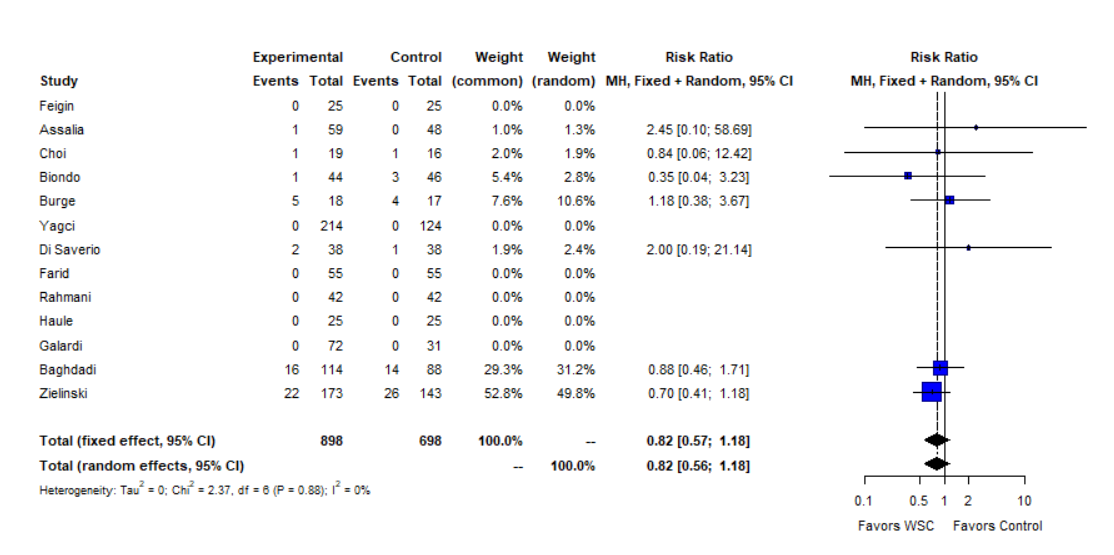 Experimental Control Weight Weight Risk Ratio Risk Ratio
Study Events Total Events Total (common) (random) MH, Fixed + Random, 95% CI MH, Fixed + Random, 95% CI
Feigin 0 25 0 25 0.0% 0.0%
Assalia 1 59 0 48 1.0% 1.3% 2.45 [0.10; 58.69]
Choi 1 19 1 16 2.0% 1.9% 0.84 [0.06; 12.42]
Biondo 1 44 3 46 5.4% 2.8% 0.35 [0.04; 3.23]
Burge 5 18 4 17 7.6% 10.6% 1.18 [0.38; 3.67]
Yagci 0 214 0 124 0.0% 0.0%
Di Saverio 2 38 1 38 1.9% 2.4% 2.00 [0.19; 21.14]
Farid 0 55 0 55 0.0% 0.0%
Rahmani 0 42 0 42 0.0% 0.0%
Haule 0 25 0 25 0.0% 0.0%
Galardi 0 72 0 31 0.0% 0.0%
Baghdadi 16 114 14 88 29.3% 31.2% 0.88 [0.46; 1.71]
Zielinski 22 173 26 143 52.8% 49.8% 0.70 [0.41; 1.18]
Total (fixed effect, 95% CI) 898 698 100.0% -- 0.82 [0.57; 1.18]
Total (random effects, 95% CI) -- 100.0% 0.82 [0.56; 1.18]
Heterogeneity: Tau² = 0; Chi² = 2.37, df = 6 (P = 0.88); I² = 0%
0.1 0.5 1 2 10
Favors WSC Favors Control